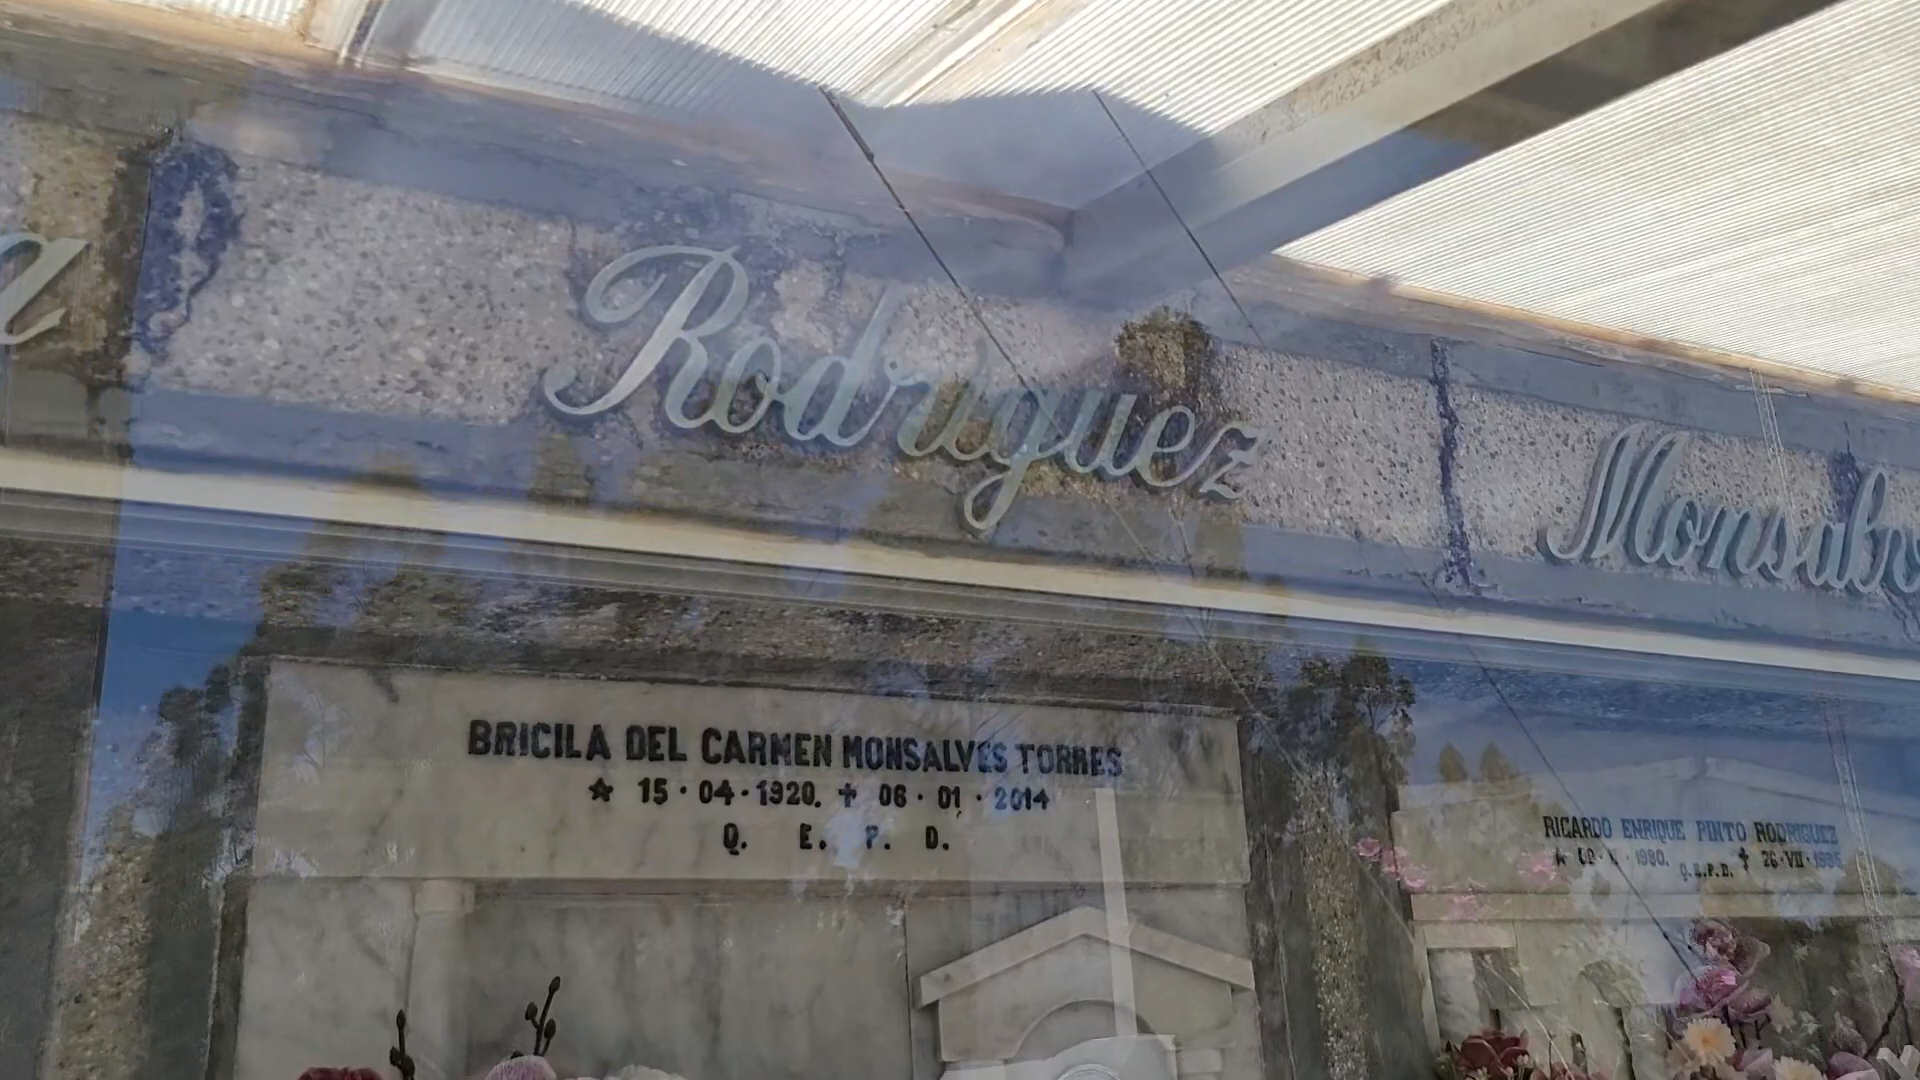 Rodriguez
BRICILA DEL CARMEN MONSALVES TORRES
☆ 15 · 04 · 1920. ✝ 06 · 01 · 2014
Q. E. P. D.
RICARDO ENRIQUE PINTO RODRIGUEZ
1980. ✝ 26·VII
Q.E.P.D.